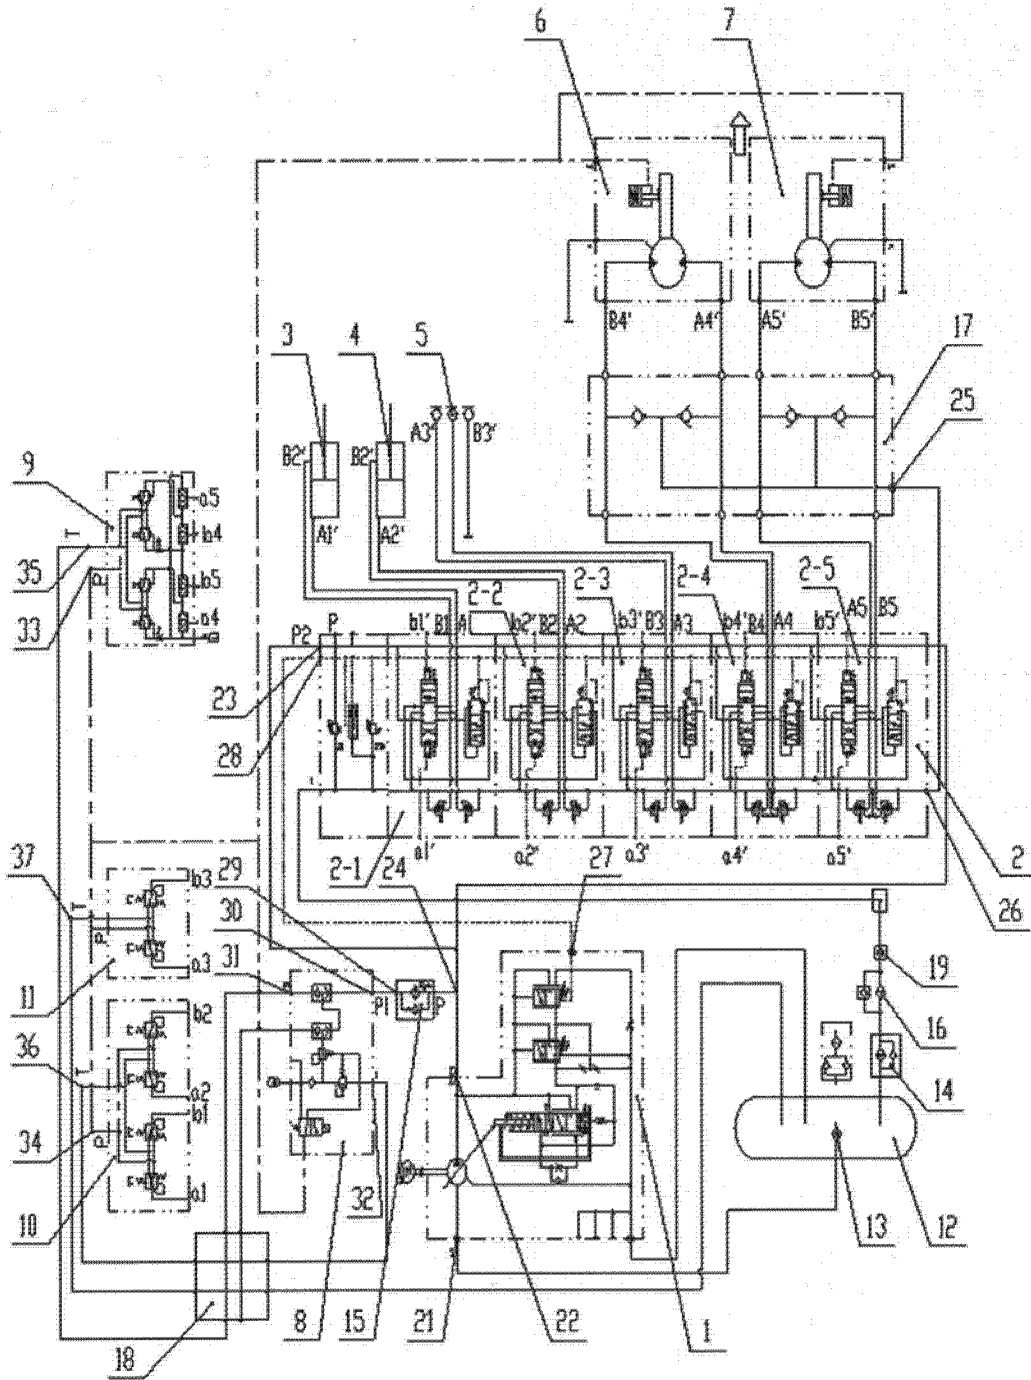 6 7
3 4 5 17
B4' A4' A5' B5'
25
9
A3' B3'
B2' B2'
a5
T b4
A1' A2'
35 b5
P
33 a4
2-2 2-3 2-4 2-5
P2 P b1' B1 A b2' B2 A2 b3' B3 A3 b4' B4 A4 b5' A5 B5
23
28
2-1 a1' 24 a2' 27 a3' a4' a5' 2
37 29 26
T b3 30
P 31
19
11 a3 P1 P
b2 16
36 T
a2 14
b1
34 P
32
10 a1 13 12
18 8 15 21 22 1